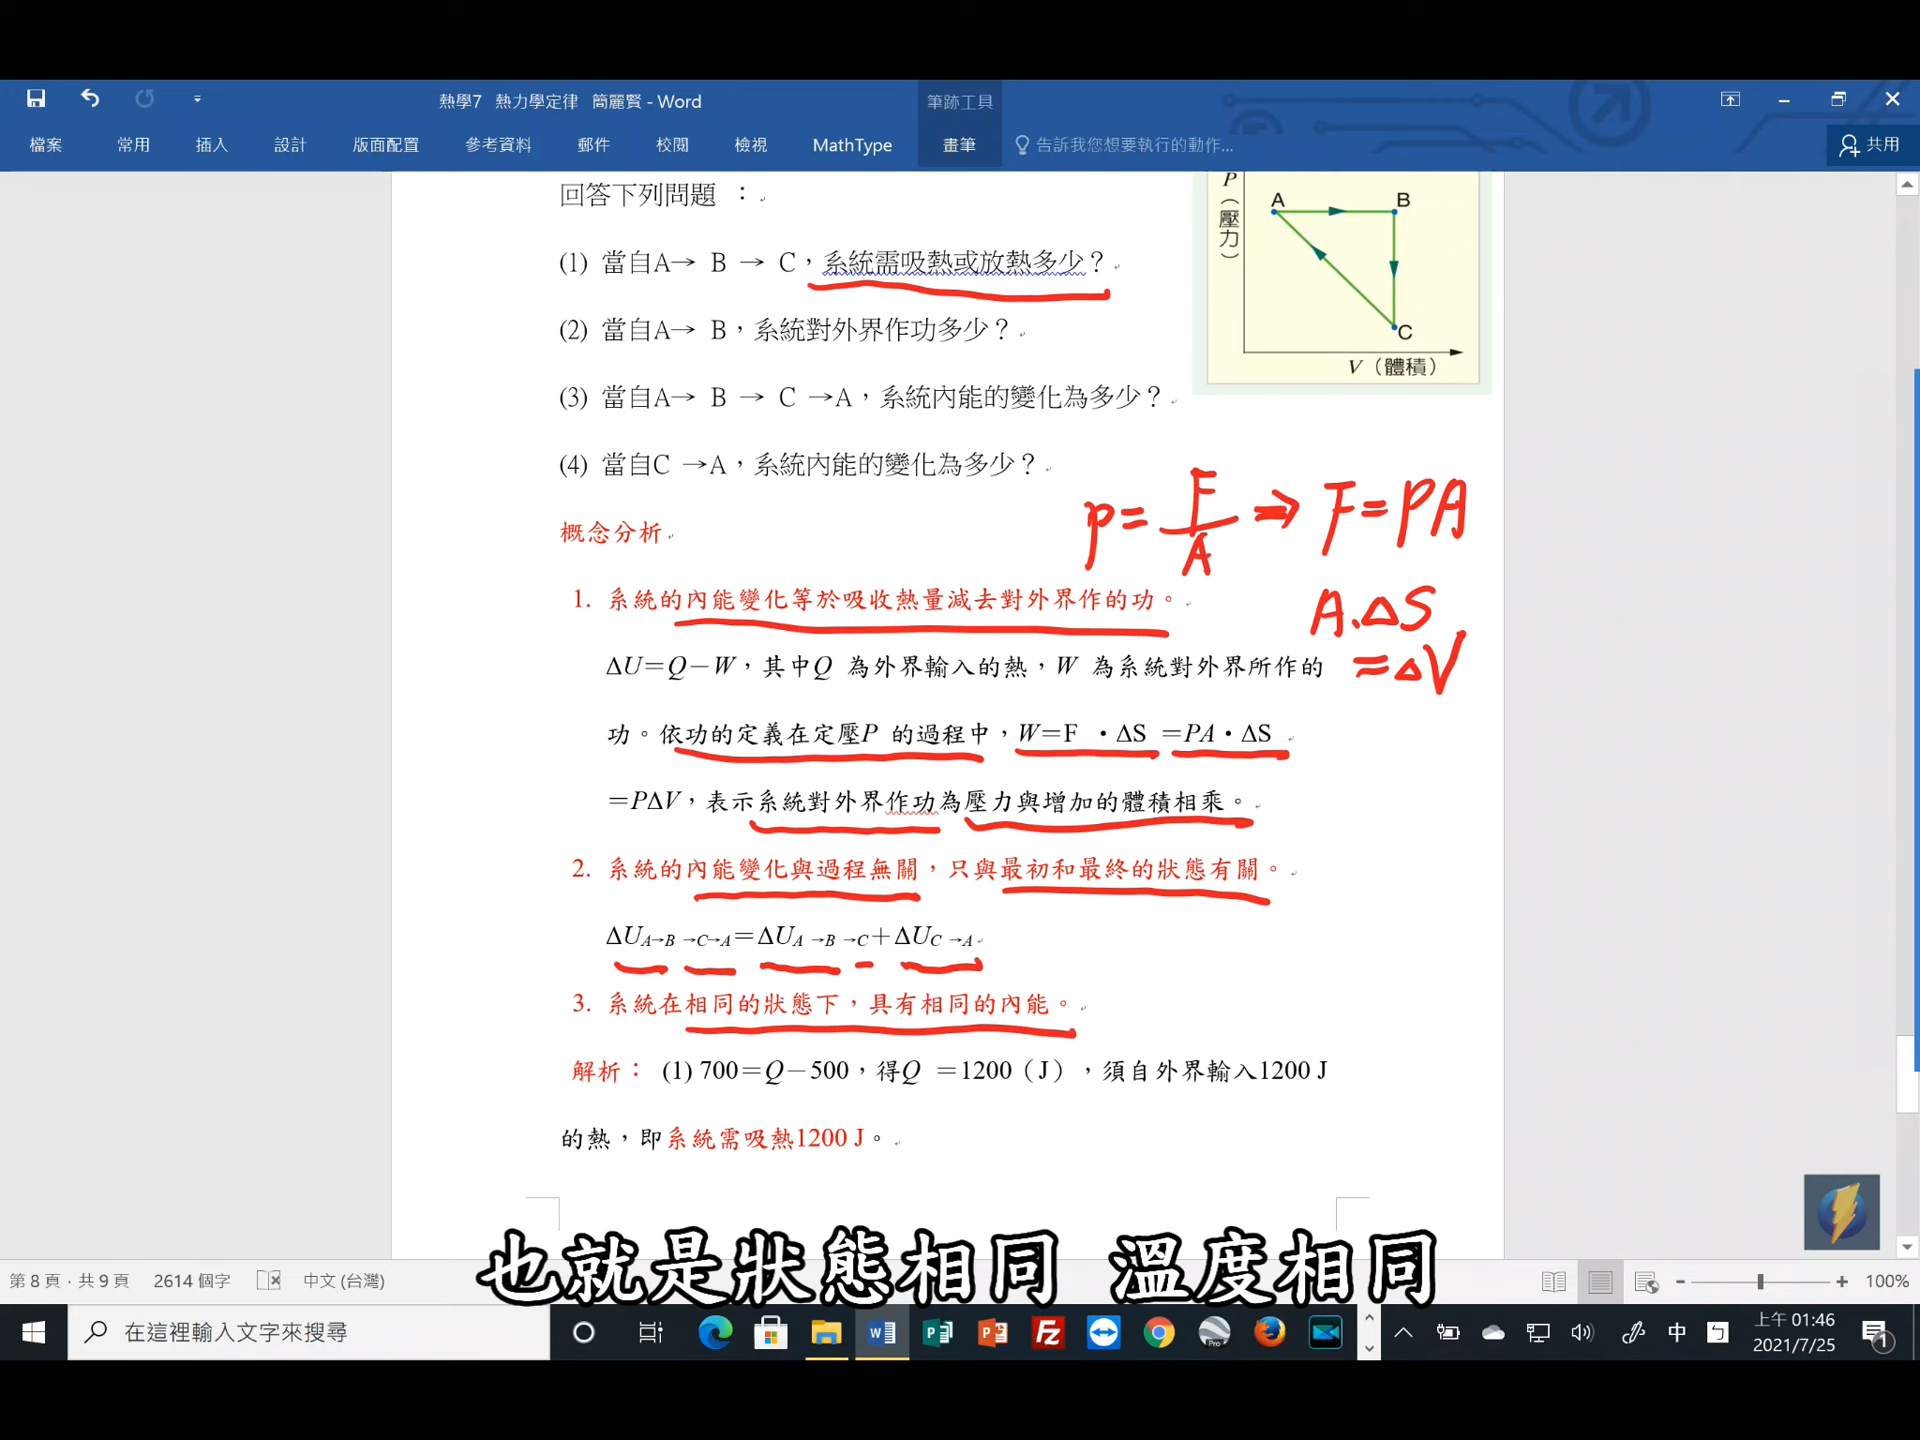 熱學7 熱力學定律 簡麗賢 - Word
筆跡工具
檔案 常用 插入 設計 版面配置 參考資料 郵件 校閱 檢視 MathType 畫筆 告訴我您想要執行的動作... 共用
回答下列問題 ：
(1) 當自A→ B → C，系統需吸熱或放熱多少？
(2) 當自A→ B，系統對外界作功多少？
(3) 當自A→ B → C →A，系統內能的變化為多少？
(4) 當自C →A，系統內能的變化為多少？
P（壓力）
A
B
C
V（體積）
p=F/A ⇒ F=PA
概念分析
1. 系統的內能變化等於吸收熱量減去對外界作的功。
A.△S
=△V
ΔU＝Q－W，其中Q 為外界輸入的熱，W 為系統對外界所作的
功。依功的定義在定壓P 的過程中，W＝F ・ΔS ＝PA・ΔS
＝PΔV，表示系統對外界作功為壓力與增加的體積相乘。
2. 系統的內能變化與過程無關，只與最初和最終的狀態有關。
ΔUA→B →C→A＝ΔUA →B →C＋ΔUC →A
3. 系統在相同的狀態下，具有相同的內能。
解析： (1) 700＝Q－500，得Q ＝1200（J），須自外界輸入1200 J
的熱，即系統需吸熱1200 J。
也就是狀態相同 溫度相同
第 8 頁，共 9 頁 2614 個字 中文 (台灣) 100%
在這裡輸入文字來搜尋
中
上午 01:46
2021/7/25
1